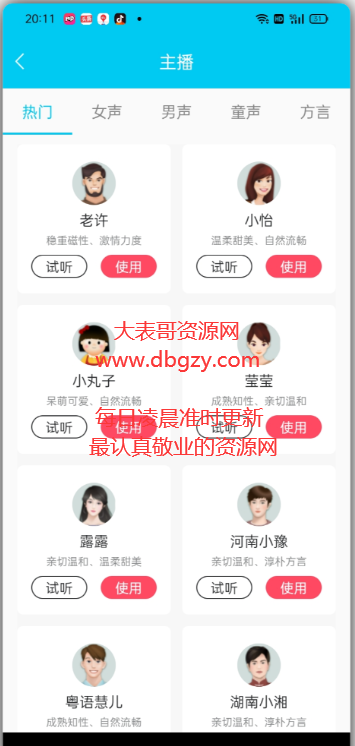 20:11
主播
热门 女声 男声 童声 方言
老许 小怡
稳重磁性、激情力度 温柔甜美、自然流畅
试听 使用 试听 使用
大表哥资源网
www.dbgzy.com
小丸子 莹莹
呆萌可爱、自然流畅 成熟知性、亲切温和
每日凌晨准时更新
试听 使用 试听 使用
最认真敬业的资源网
露露 河南小豫
亲切温和、温柔甜美 亲切温和、淳朴方言
试听 使用 试听 使用
粤语慧儿 湖南小湘
成熟知性、自然流畅 亲切温和、淳朴方言